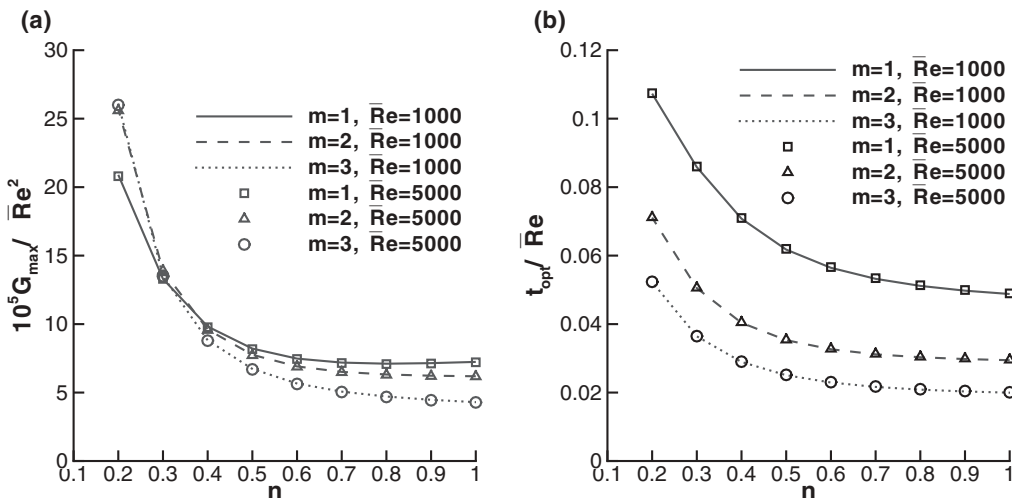 (a)
30
25
20
15
10
5
0
0.1 0.2 0.3 0.4 0.5 0.6 0.7 0.8 0.9 1
n
10⁵G_max/ R̅e²
m=1, R̅e=1000
m=2, R̅e=1000
m=3, R̅e=1000
m=1, R̅e=5000
m=2, R̅e=5000
m=3, R̅e=5000
(b)
0.12
0.1
0.08
0.06
0.04
0.02
0
0.1 0.2 0.3 0.4 0.5 0.6 0.7 0.8 0.9 1
n
t_opt/ R̅e
m=1, R̅e=1000
m=2, R̅e=1000
m=3, R̅e=1000
m=1, R̅e=5000
m=2, R̅e=5000
m=3, R̅e=5000